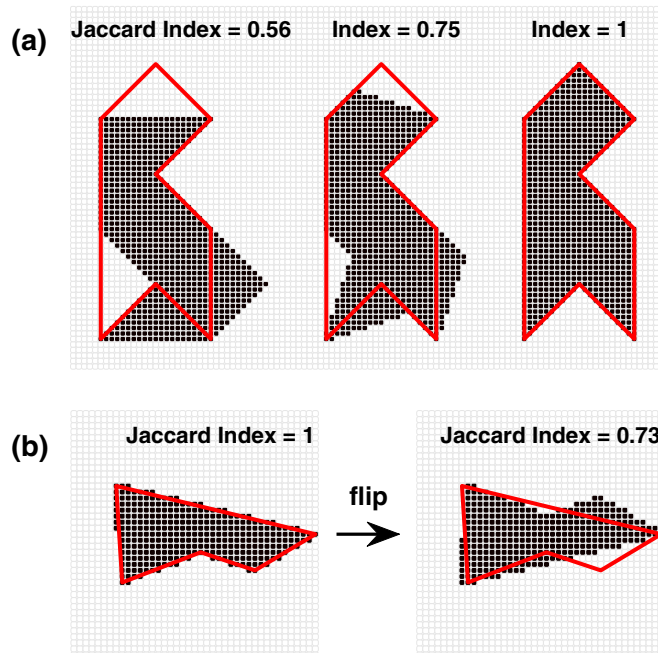 (a)
Jaccard Index = 0.56
Index = 0.75
Index = 1
(b)
Jaccard Index = 1
flip
Jaccard Index = 0.73